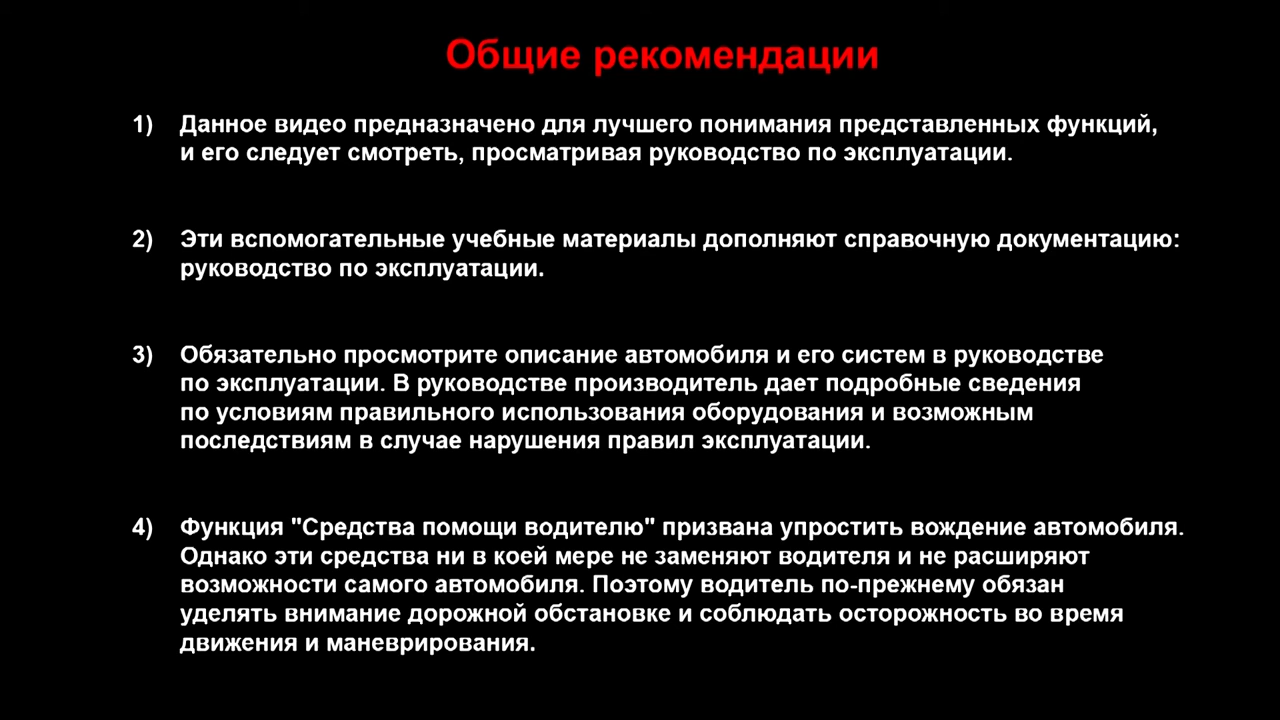 Общие рекомендации
1) Данное видео предназначено для лучшего понимания представленных функций,
и его следует смотреть, просматривая руководство по эксплуатации.
2) Эти вспомогательные учебные материалы дополняют справочную документацию:
руководство по эксплуатации.
3) Обязательно просмотрите описание автомобиля и его систем в руководстве
по эксплуатации. В руководстве производитель дает подробные сведения
по условиям правильного использования оборудования и возможным
последствиям в случае нарушения правил эксплуатации.
4) Функция "Средства помощи водителю" призвана упростить вождение автомобиля.
Однако эти средства ни в коей мере не заменяют водителя и не расширяют
возможности самого автомобиля. Поэтому водитель по-прежнему обязан
уделять внимание дорожной обстановке и соблюдать осторожность во время
движения и маневрирования.